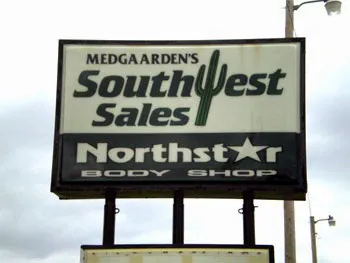 MEDGAARDEN'S
Southwest
Sales
Northstar
BODY SHOP